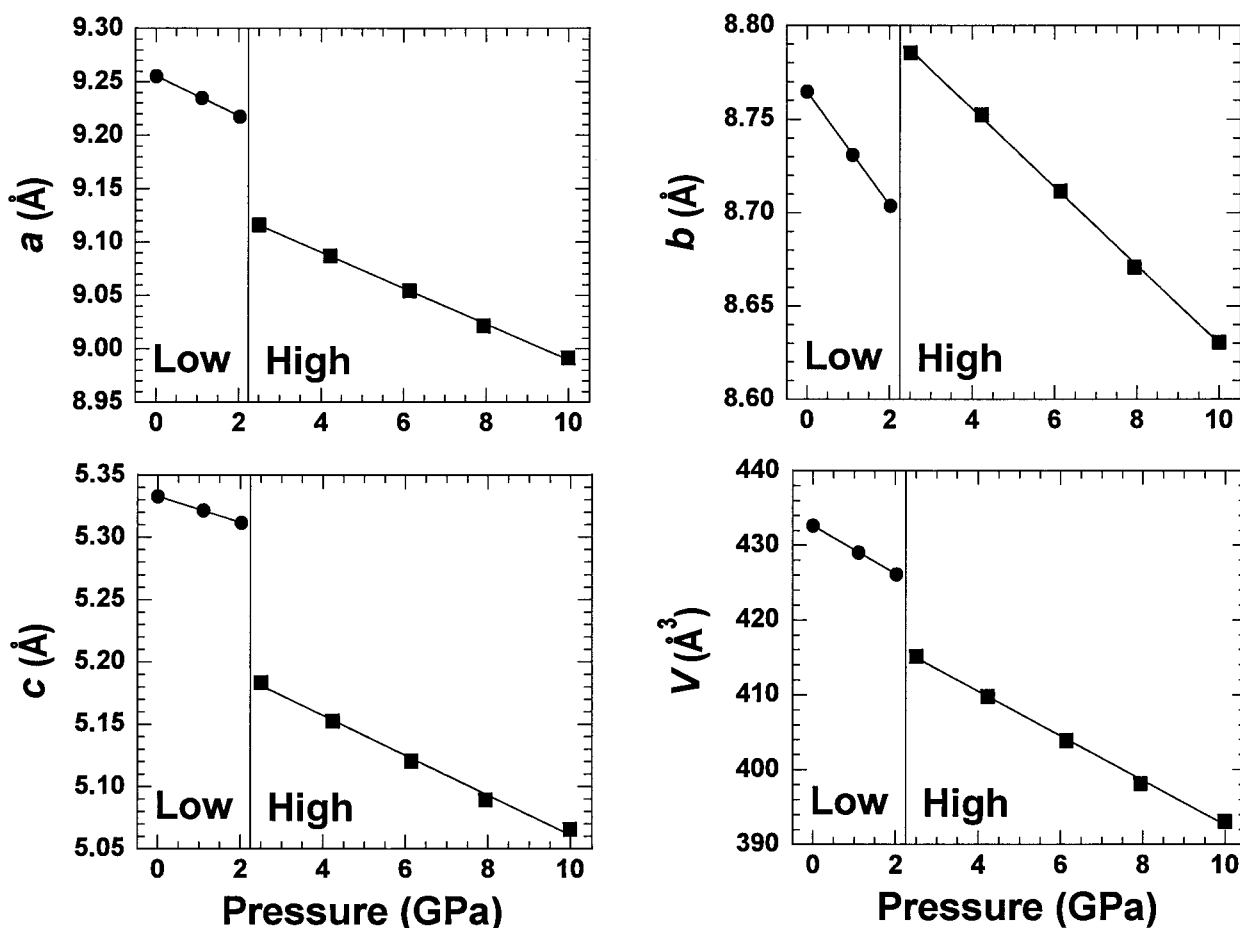 9.30
9.25
9.20
9.15
9.10
9.05
9.00
8.95
a (Å)
Low
High
0 2 4 6 8 10
8.80
8.75
8.70
8.65
8.60
b (Å)
Low
High
0 2 4 6 8 10
5.35
5.30
5.25
5.20
5.15
5.10
5.05
c (Å)
Low
High
0 2 4 6 8 10
Pressure (GPa)
440
430
420
410
400
390
V (Å³)
Low
High
0 2 4 6 8 10
Pressure (GPa)